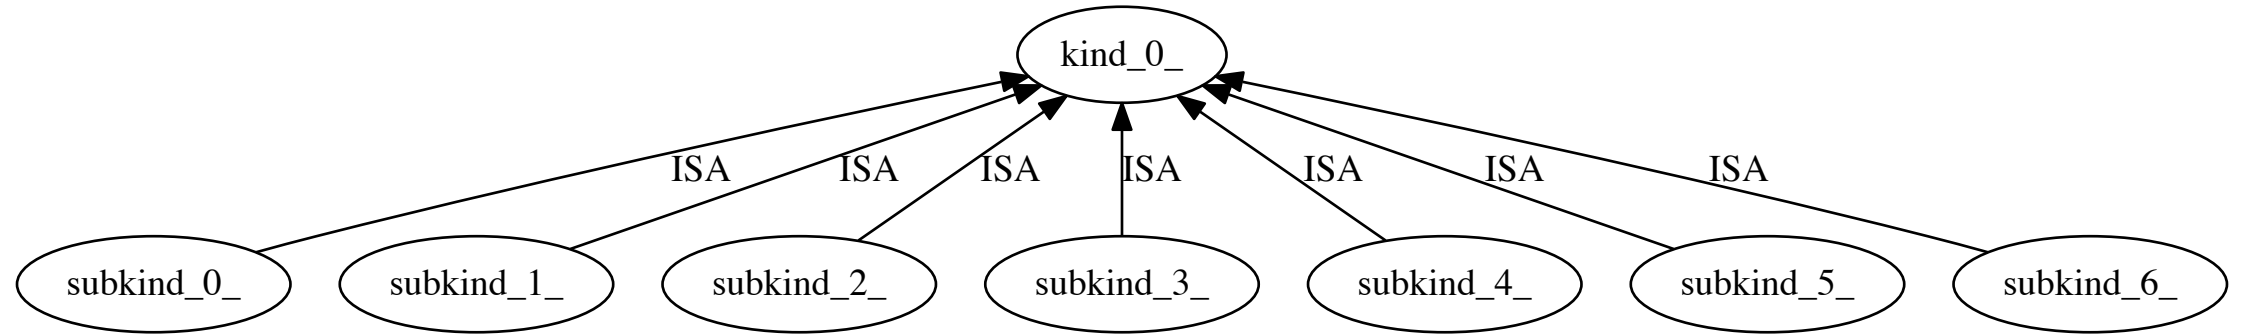 kind_0_
ISA ISA ISA ISA ISA ISA ISA
subkind_0_ subkind_1_ subkind_2_ subkind_3_ subkind_4_ subkind_5_ subkind_6_